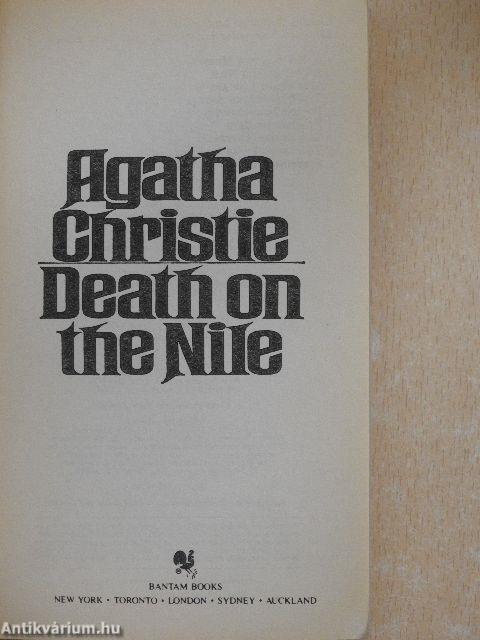 Agatha
Christie
Death on
the Nile
BANTAM BOOKS
NEW YORK • TORONTO • LONDON • SYDNEY • AUCKLAND
Antikvárium.hu